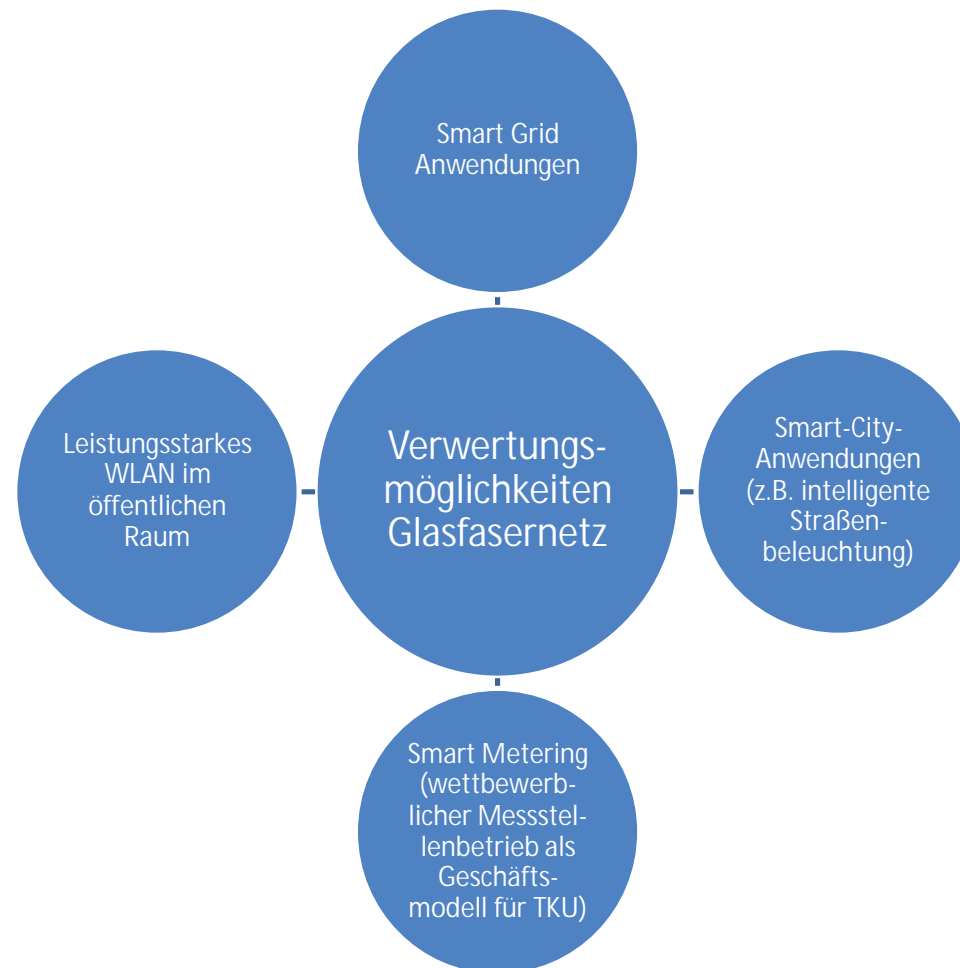 Smart Grid
Anwendungen
Leistungsstarkes
WLAN im
öffentlichen
Raum
Verwertungs-
möglichkeiten
Glasfasernetz
Smart-City-
Anwendungen
(z.B. intelligente
Straßen-
beleuchtung)
Smart Metering
(wettbewerb-
licher Messstel-
lenbetrieb als
Geschäfts-
modell für TKU)